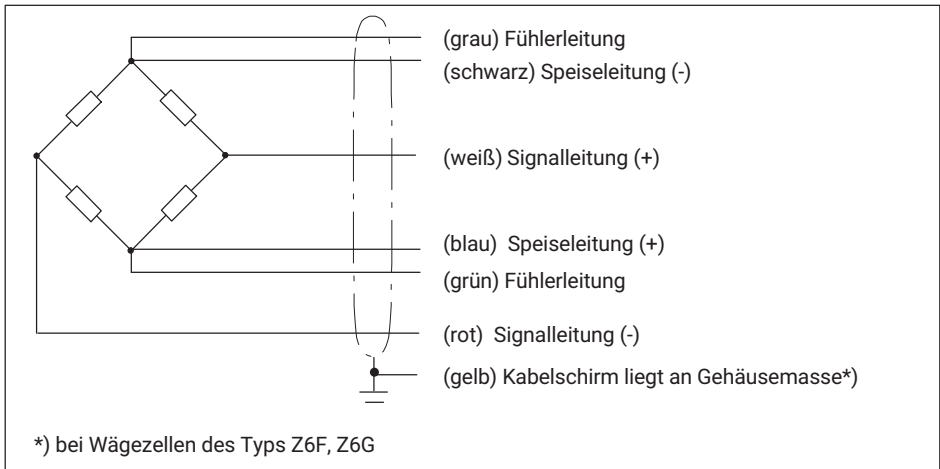 (grau) Fühlerleitung
(schwarz) Speiseleitung (-)
(weiß) Signalleitung (+)
(blau) Speiseleitung (+)
(grün) Fühlerleitung
(rot) Signalleitung (-)
(gelb) Kabelschirm liegt an Gehäusemasse*)
*) bei Wägezellen des Typs Z6F, Z6G